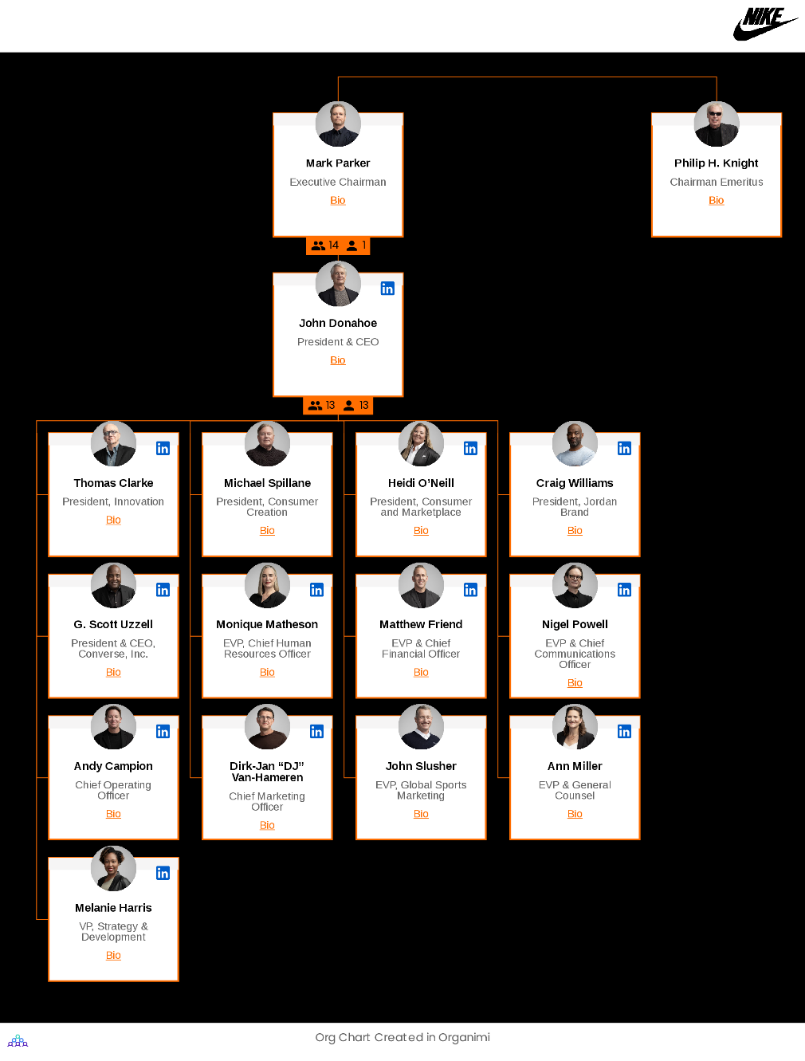 NIKE
Mark Parker
Executive Chairman
Bio
Philip H. Knight
Chairman Emeritus
Bio
14 1
John Donahoe
President & CEO
Bio
13 13
Thomas Clarke
President, Innovation
Bio
Michael Spillane
President, Consumer
Creation
Bio
Heidi O’Neill
President, Consumer
and Marketplace
Bio
Craig Williams
President, Jordan
Brand
Bio
G. Scott Uzzell
President & CEO,
Converse, Inc.
Bio
Monique Matheson
EVP, Chief Human
Resources Officer
Bio
Matthew Friend
EVP & Chief
Financial Officer
Bio
Nigel Powell
EVP & Chief
Communications
Officer
Bio
Andy Campion
Chief Operating
Officer
Bio
Dirk-Jan “DJ”
Van-Hameren
Chief Marketing
Officer
Bio
John Slusher
EVP, Global Sports
Marketing
Bio
Ann Miller
EVP & General
Counsel
Bio
Melanie Harris
VP, Strategy &
Development
Bio
Org Chart Created in Organimi